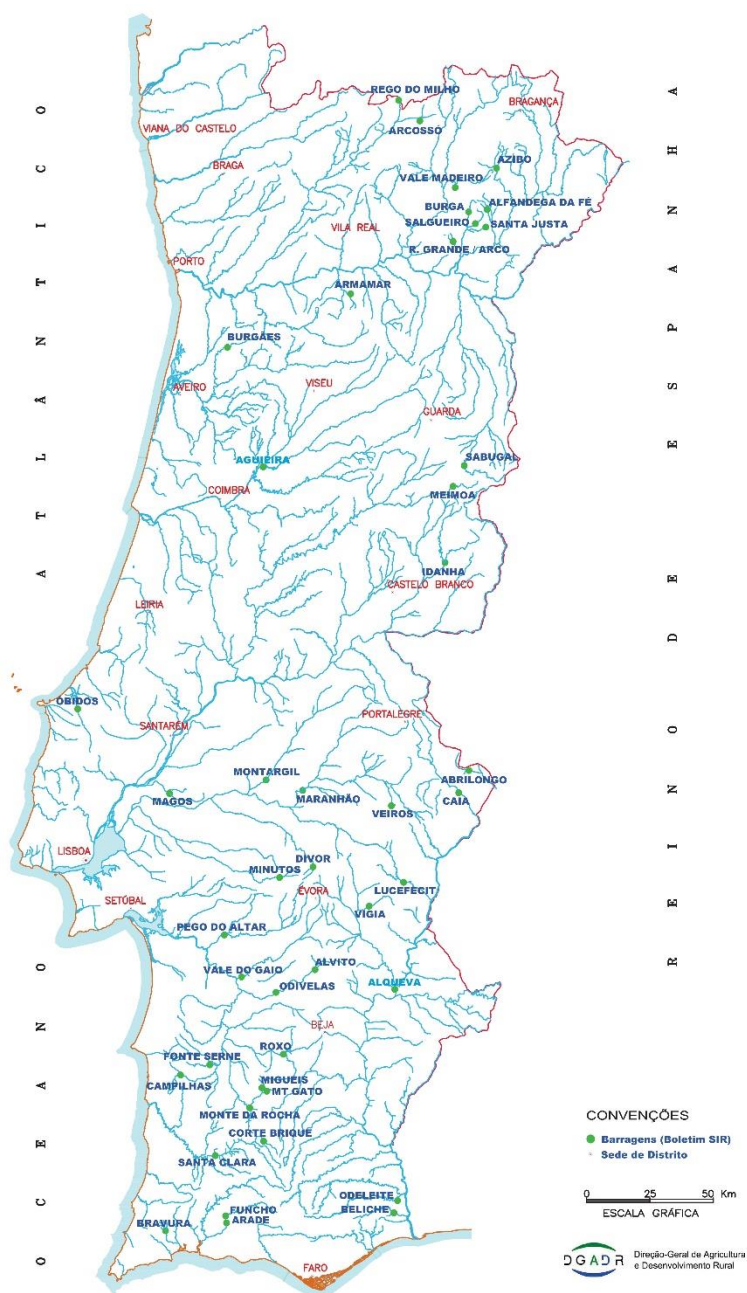 REGO DO MILHO
BRAGANÇA
ARCOSSÓ
VIANA DO CASTELO
BRAGA
AZIBO
VALE MADEIRO
BURGA
ALFANDEGA DA FÉ
SALGUEIRO
SANTA JUSTA
VILA REAL
R. GRANDE / ARCO
PORTO
ARMAMAR
BURGÃES
AVEIRO
VISEU
GUARDA
AGUIEIRA
SABUGAL
COIMBRA
MEIMOA
IDANHA
CASTELO BRANCO
LEIRIA
ÓBIDOS
SANTARÉM
PORTALEGRE
MONTARGIL
ABRILONGO
MAGOS
MARANHÃO
CAIA
VEIROS
LISBOA
DIVOR
MINUTOS
LUCEFECIT
ÉVORA
SETÚBAL
VIGIA
PEGO DO ALTAR
ALVITO
VALE DO GAIO
ALQUEVA
ODIVELAS
BEJA
ROXO
FONTE SERNE
CAMPILHAS
MIGUEIS
MT GATO
MONTE DA ROCHA
CORTE BRIQUE
SANTA CLARA
ODELEITE
BELICHE
FUNCHO
ARADE
BRAVURA
FARO
OCEANO ATLÂNTICO
REINO DE ESPANHA
CONVENÇÕES
Barragens (Boletim SIR)
Sede de Distrito
0 25 50 Km
ESCALA GRÁFICA
DGADR
Direção-Geral de Agricultura
e Desenvolvimento Rural